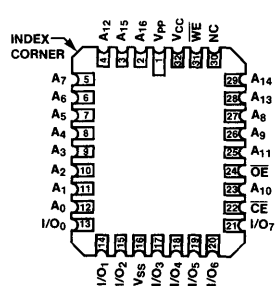 INDEX
CORNER
A12 A15 A16 VPP VCC W̅E̅ NC
4 3 2 1 32 31 30
A7 5
A6 6
A5 7
A4 8
A3 9
A2 10
A1 11
A0 12
I/O0 13
29 A14
28 A13
27 A8
26 A9
25 A11
24 O̅E̅
23 A10
22 C̅E̅
21 I/O7
14 15 16 17 18 19 20
I/O1 I/O2 VSS I/O3 I/O4 I/O5 I/O6